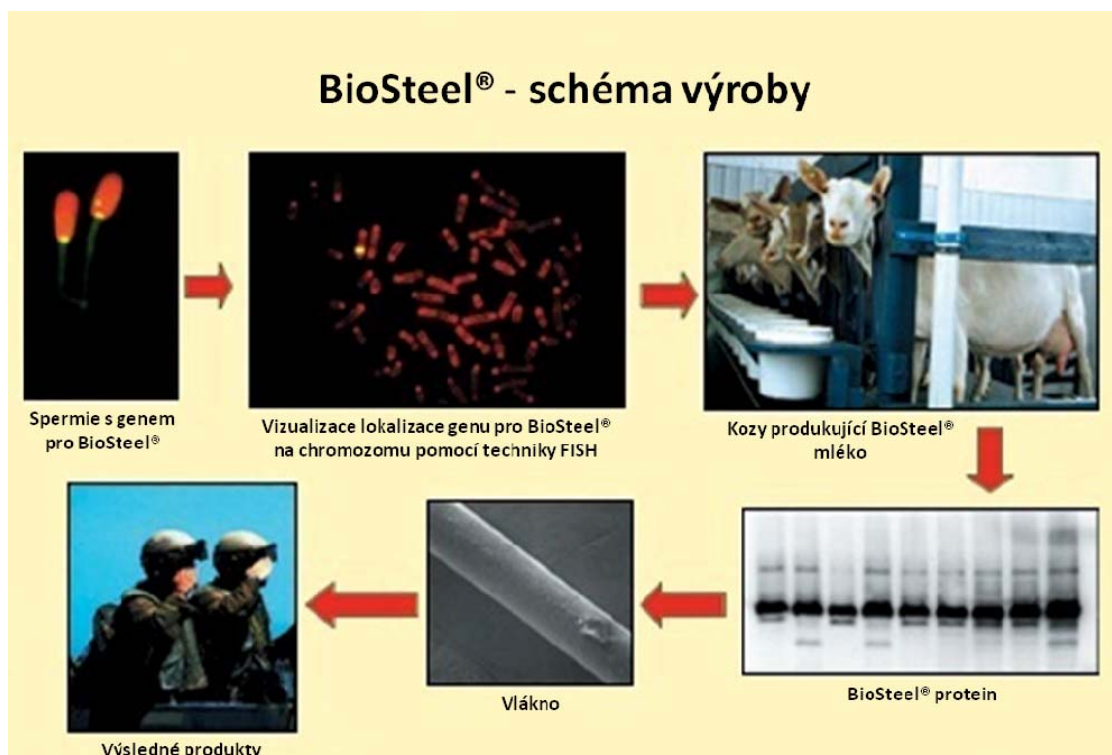 BioSteel® - schéma výroby
Spermie s genem
pro BioSteel®
Vizualizace lokalizace genu pro BioSteel®
na chromozomu pomocí techniky FISH
Kozy produkující BioSteel®
mléko
BioSteel® protein
Vlákno
Výsledné produkty